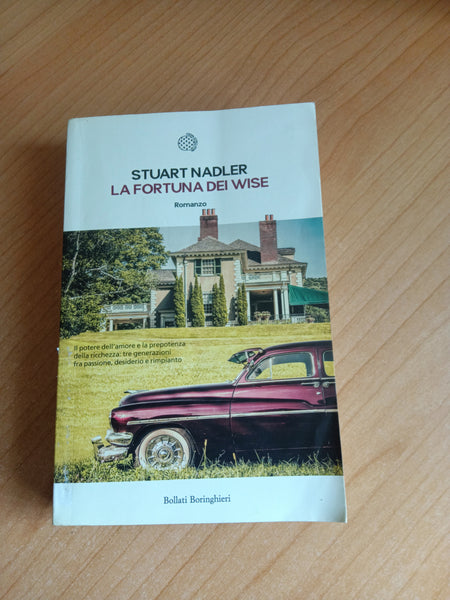 STUART NADLER
LA FORTUNA DEI WISE
Romanzo
Il potere dell'amore e la prepotenza
della ricchezza: tre generazioni
fra passione, desiderio e rimpianto
Bollati Boringhieri